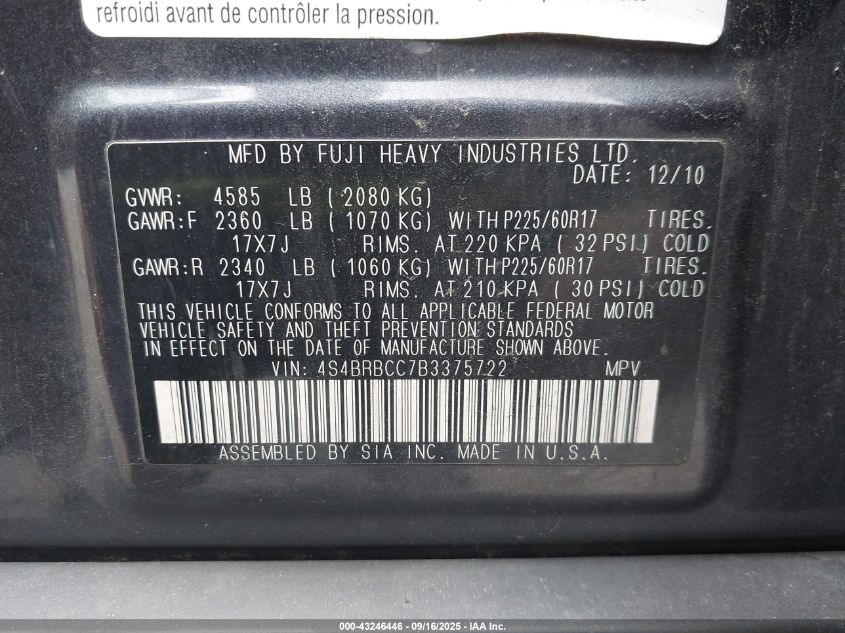 refroidi avant de contrôler la pression.
MFD BY FUJI HEAVY INDUSTRIES LTD.
DATE: 12/10
GVWR: 4585 LB ( 2080 KG)
GAWR:F 2360 LB ( 1070 KG) WITH P225/60R17 TIRES.
17X7J RIMS. AT 220 KPA ( 32 PSI) COLD
GAWR:R 2340 LB ( 1060 KG) WITH P225/60R17 TIRES.
17X7J RIMS. AT 210 KPA ( 30 PSI) COLD
THIS VEHICLE CONFORMS TO ALL APPLICABLE FEDERAL MOTOR
VEHICLE SAFETY AND THEFT PREVENTION STANDARDS
IN EFFECT ON THE DATE OF MANUFACTURE SHOWN ABOVE.
VIN: 4S4BRBCC7B3375722 MPV
ASSEMBLED BY SIA INC. MADE IN U.S.A.
000-43246446 - 09/16/2025 - IAA Inc.